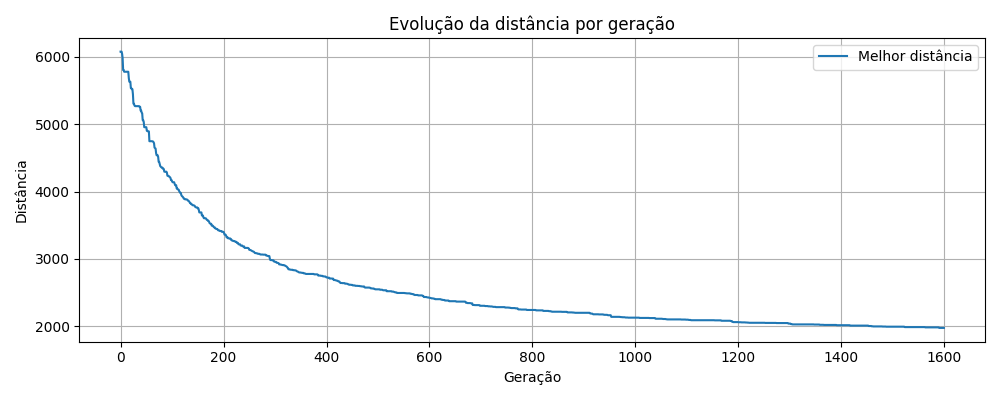 Evolução da distância por geração
Melhor distância
Distância
6000
5000
4000
3000
2000
0 200 400 600 800 1000 1200 1400 1600
Geração